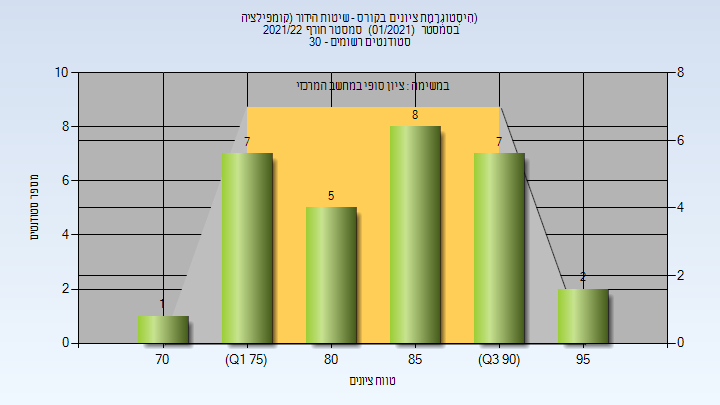 היסטוגרמת ציונים בקורס - שיטות הידור (קומפילציה)
בסמסטר (01/2021) סמסטר חורף 2021/22
סטודנטים רשומים - 30
במשימה : ציון סופי במחשב המרכזי
10
8
6
4
2
0
8
6
4
2
0
מספר סטודנטים
1
7
5
8
7
2
70
(Q1 75)
80
85
(Q3 90)
95
טווח ציונים